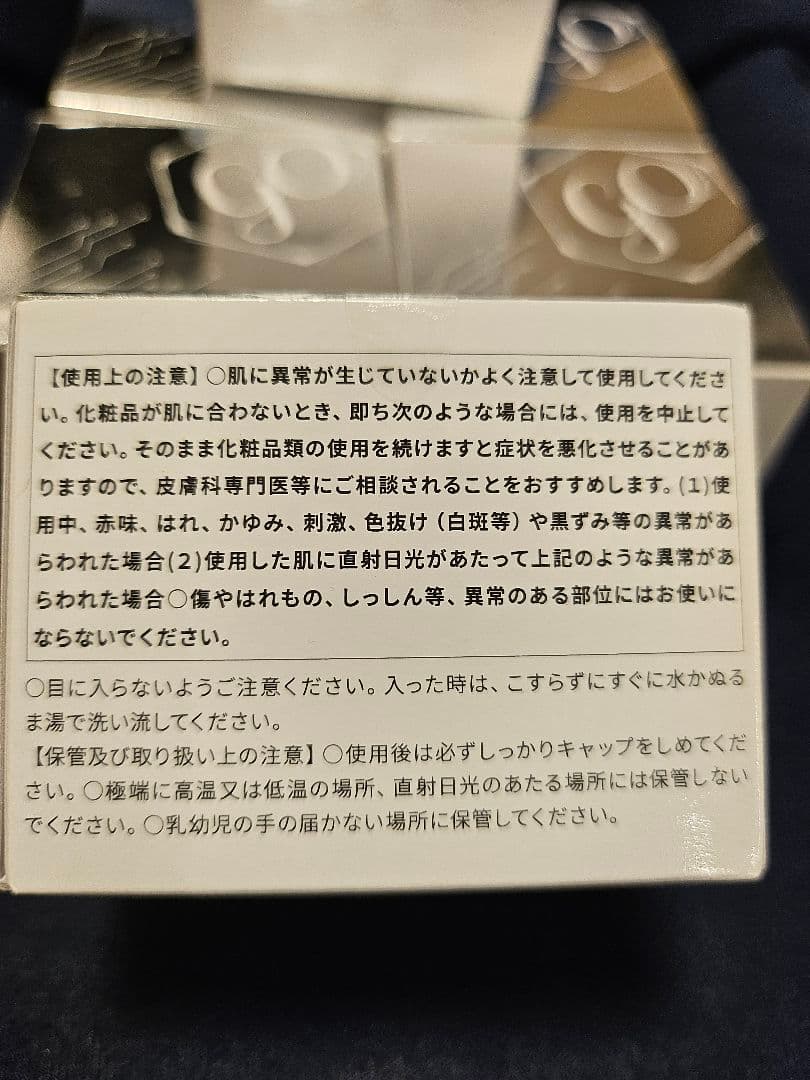 go
go
go
【使用上の注意】○肌に異常が生じていないかよく注意して使用してくださ
い。化粧品が肌に合わないとき、即ち次のような場合には、使用を中止して
ください。そのまま化粧品類の使用を続けますと症状を悪化させることがあ
りますので、皮膚科専門医等にご相談されることをおすすめします。(1)使
用中、赤味、はれ、かゆみ、刺激、色抜け（白斑等）や黒ずみ等の異常があ
らわれた場合(2)使用した肌に直射日光があたって上記のような異常があ
らわれた場合○傷やはれもの、しっしん等、異常のある部位にはお使いに
ならないでください。
○目に入らないようご注意ください。入った時は、こすらずにすぐに水かぬる
ま湯で洗い流してください。
【保管及び取り扱い上の注意】○使用後は必ずしっかりキャップをしめてくだ
さい。○極端に高温又は低温の場所、直射日光のあたる場所には保管しない
でください。○乳幼児の手の届かない場所に保管してください。